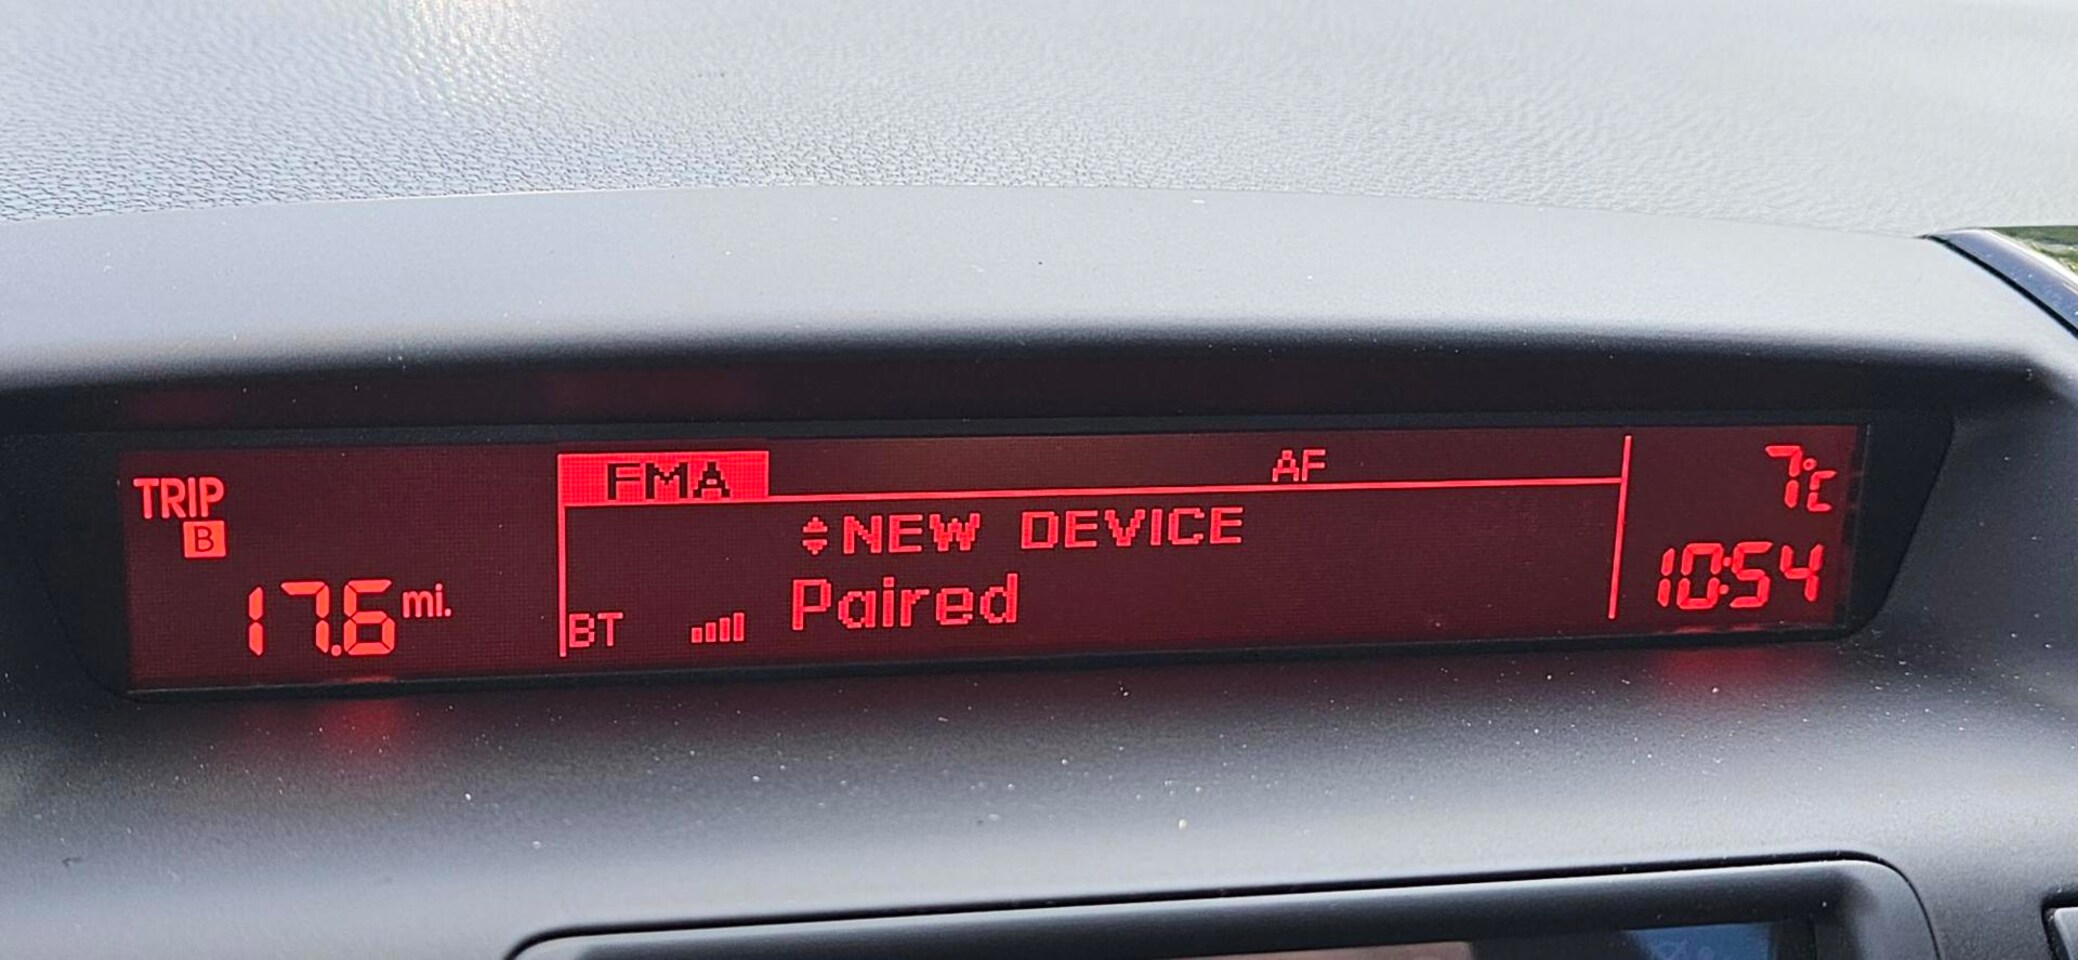 TRIP
B
17.6 mi.
FMA
AF
NEW DEVICE
Paired
BT
7°C
10:54